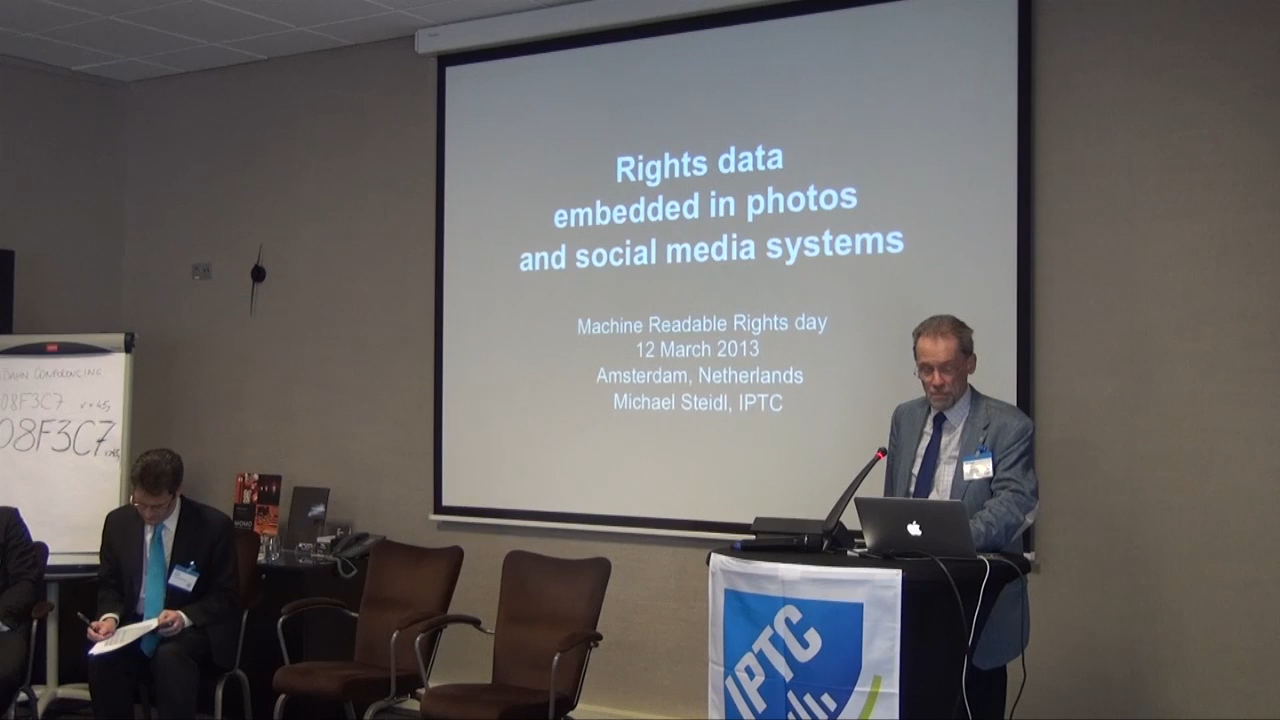 Rights data
embedded in photos
and social media systems
Machine Readable Rights day
12 March 2013
Amsterdam, Netherlands
Michael Steidl, IPTC
08F3C7
08F3C7
MOMO
IPTC